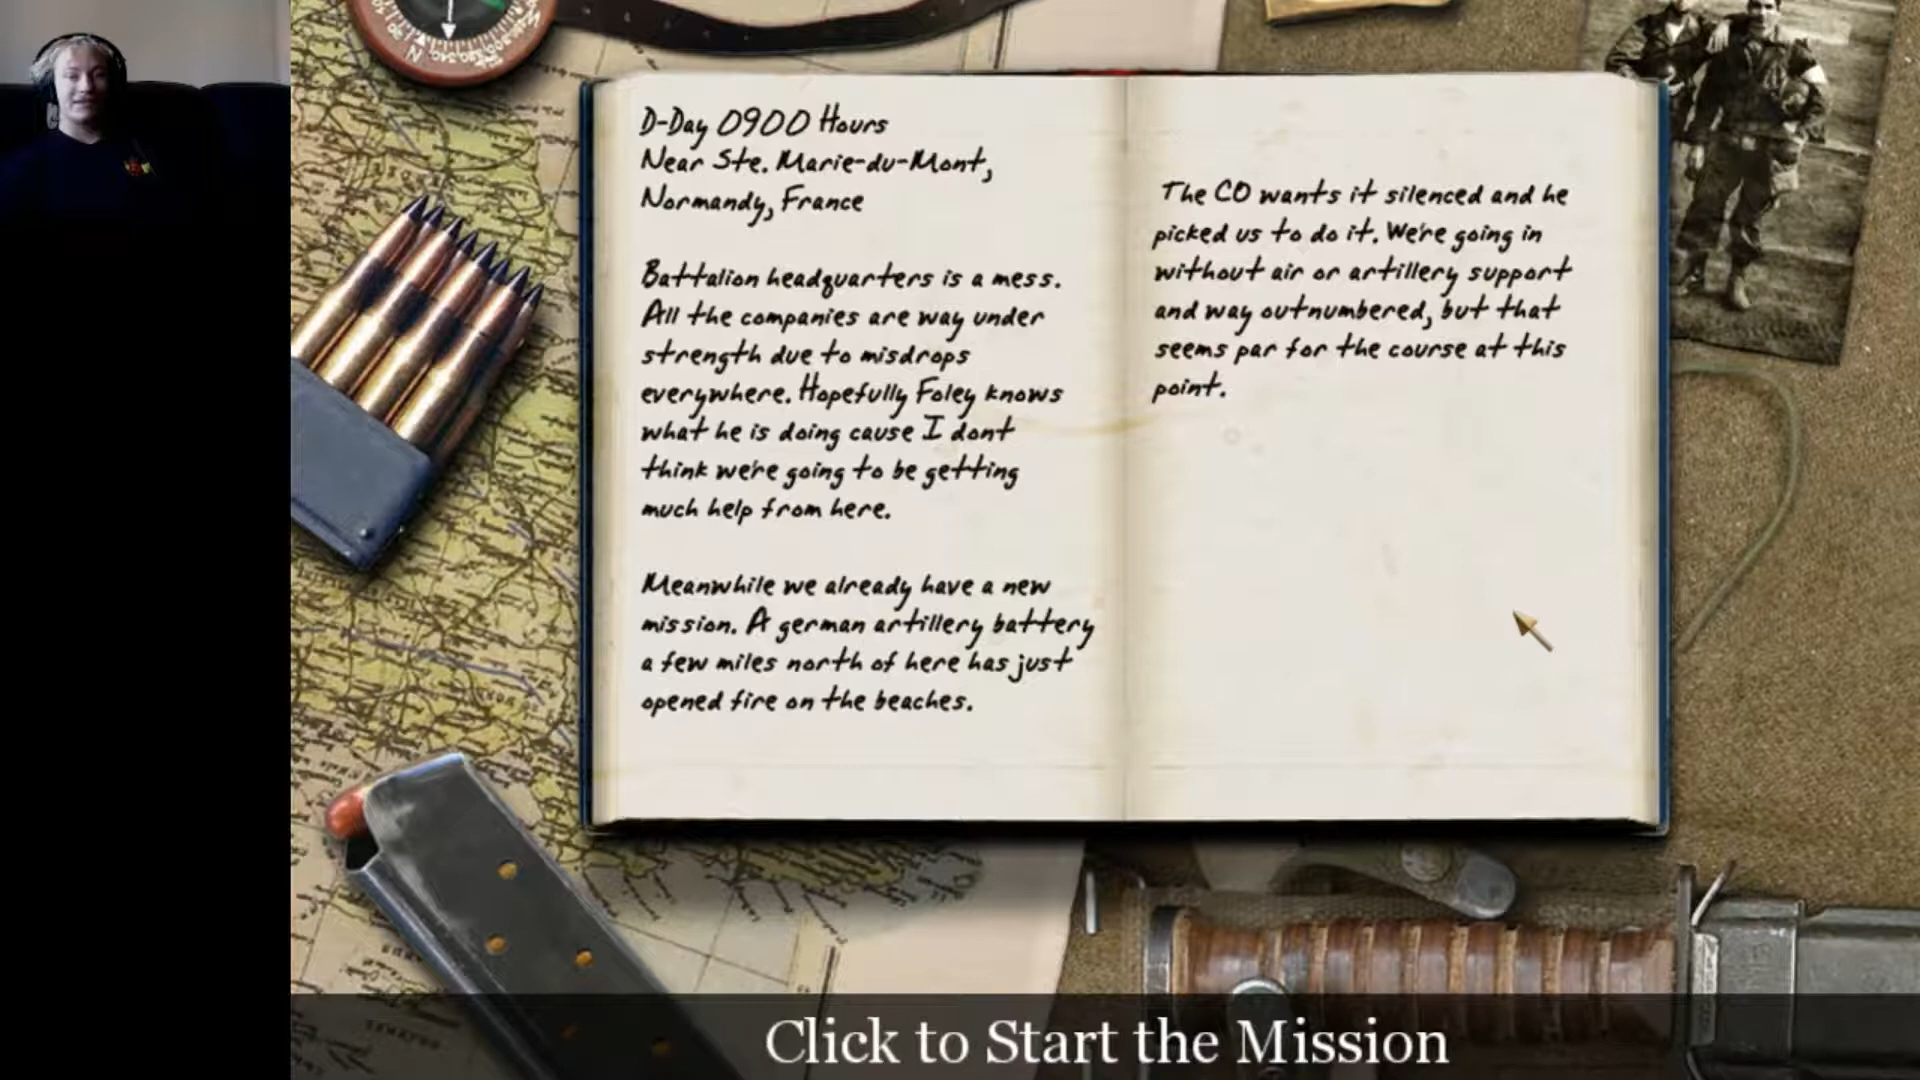 D-Day 0900 Hours
Near Ste. Marie-du-Mont,
Normandy, France
Battalion headquarters is a mess.
All the companies are way under
strength due to misdrops
everywhere. Hopefully Foley knows
what he is doing cause I dont
think we're going to be getting
much help from here.
Meanwhile we already have a new
mission. A german artillery battery
a few miles north of here has just
opened fire on the beaches.
The CO wants it silenced and he
picked us to do it. We're going in
without air or artillery support
and way outnumbered, but that
seems par for the course at this
point.
Click to Start the Mission